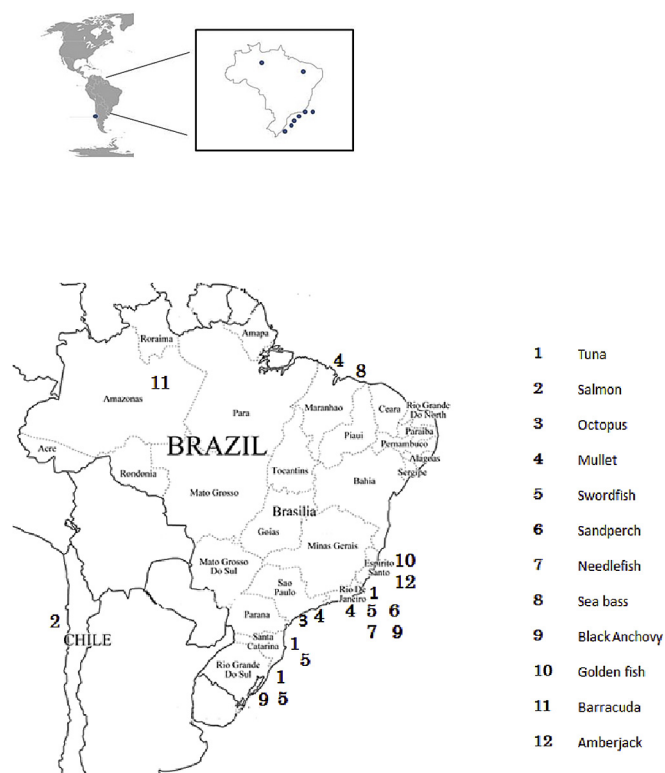 Roraima
Amapa
4
8
11
Amazonas
Para
Maranhao
Ceara
Rio Grande
Do North
Paraiba
Piaui
Pernambuco
BRAZIL
Acre
Alagoas
Sergipe
Rondonia
Tocantins
Bahia
Mato Grosso
Brasilia
Goias
Minas Gerais
Mato Grosso
Do Sul
Espirito
Santo
10
12
Sao
Paulo
Rio De
Janeiro
1
4 5 6
7 9
Parana
3 4
2
CHILE
Santa
Catarina
1
5
Rio Grande
Do Sul
1
9 5
1 Tuna
2 Salmon
3 Octopus
4 Mullet
5 Swordfish
6 Sandperch
7 Needlefish
8 Sea bass
9 Black Anchovy
10 Golden fish
11 Barracuda
12 Amberjack